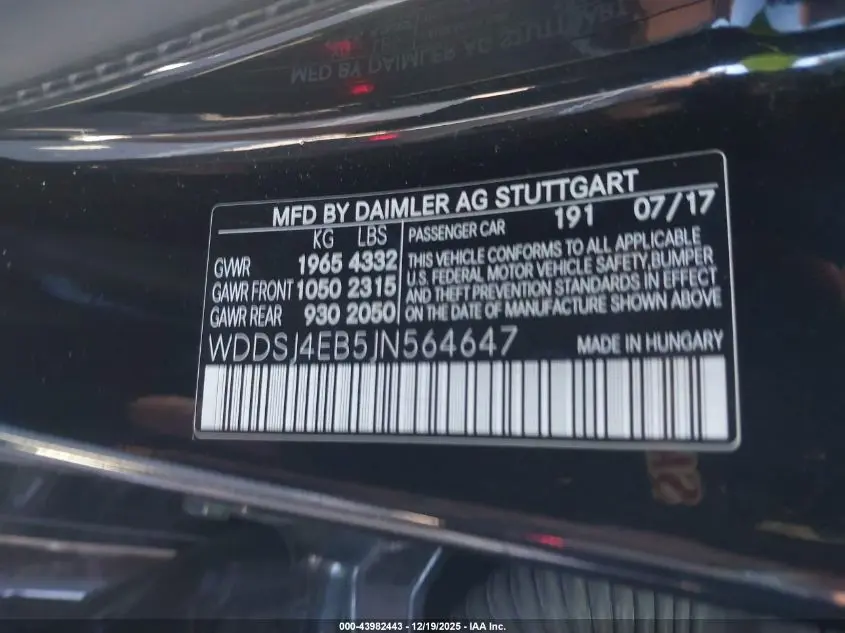 MFD BY DAIMLER AG STUTTGART
KG LBS
GVWR 1965 4332
GAWR FRONT 1050 2315
GAWR REAR 930 2050
PASSENGER CAR 191 07/17
THIS VEHICLE CONFORMS TO ALL APPLICABLE
U.S. FEDERAL MOTOR VEHICLE SAFETY, BUMPER
AND THEFT PREVENTION STANDARDS IN EFFECT
ON THE DATE OF MANUFACTURE SHOWN ABOVE
WDDSJ4EB5JN564647 MADE IN HUNGARY
000-43982443 - 12/19/2025 - IAA Inc.